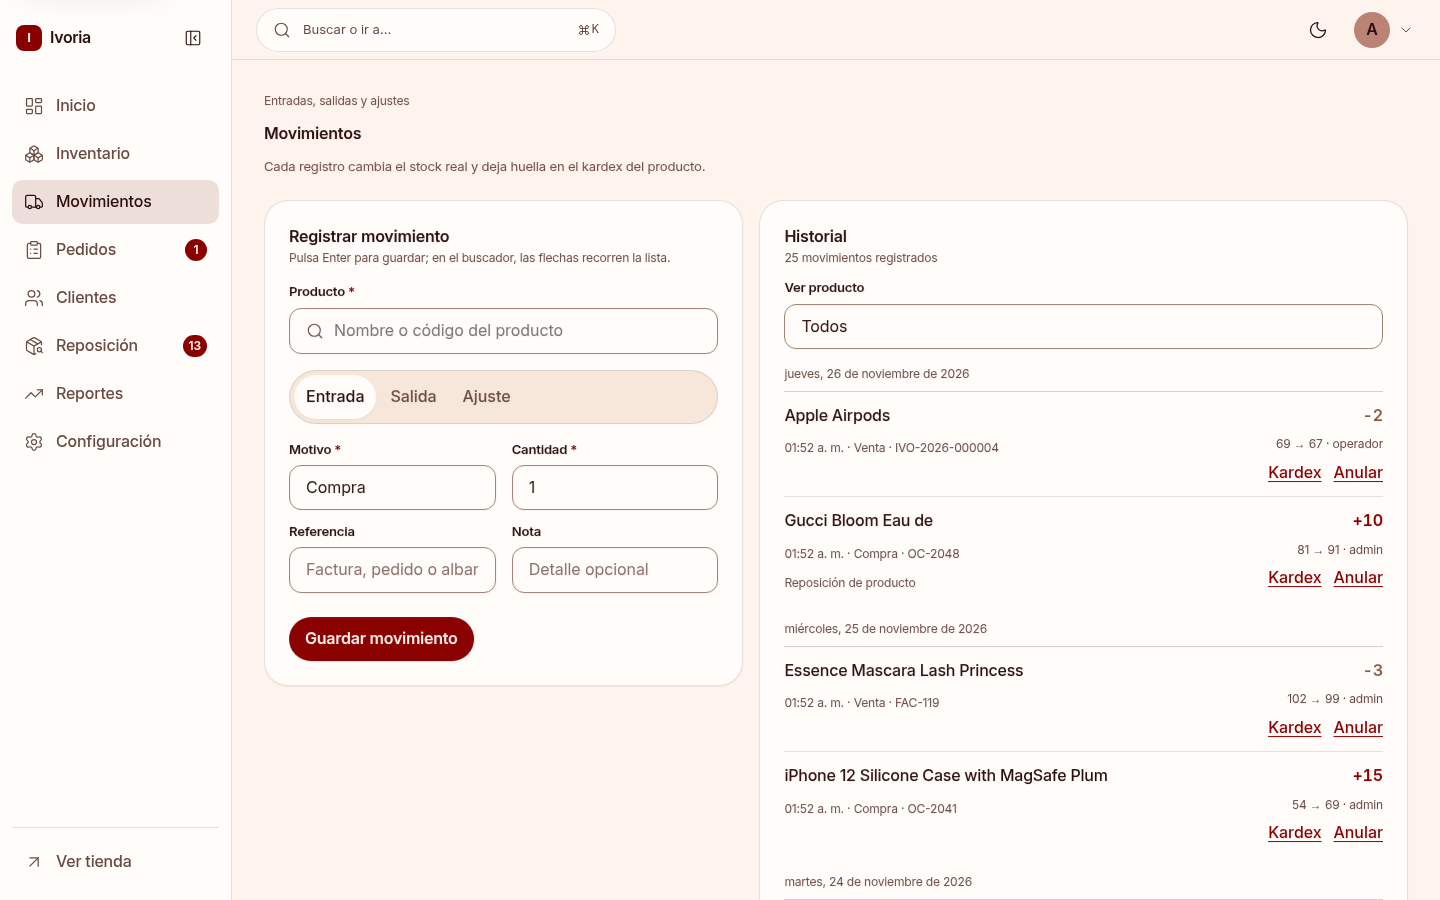 I Ivoria
Buscar o ir a... ⌘K
A
Inicio
Inventario
Movimientos
Pedidos 1
Clientes
Reposición 13
Reportes
Configuración
Ver tienda
Entradas, salidas y ajustes
Movimientos
Cada registro cambia el stock real y deja huella en el kardex del producto.
Registrar movimiento
Pulsa Enter para guardar; en el buscador, las flechas recorren la lista.
Producto *
Nombre o código del producto
Entrada Salida Ajuste
Motivo * Cantidad *
Compra 1
Referencia Nota
Factura, pedido o albar Detalle opcional
Guardar movimiento
Historial
25 movimientos registrados
Ver producto
Todos
jueves, 26 de noviembre de 2026
Apple Airpods -2
01:52 a. m. · Venta · IVO-2026-000004 69 → 67 · operador
Kardex Anular
Gucci Bloom Eau de +10
01:52 a. m. · Compra · OC-2048 81 → 91 · admin
Reposición de producto Kardex Anular
miércoles, 25 de noviembre de 2026
Essence Mascara Lash Princess -3
01:52 a. m. · Venta · FAC-119 102 → 99 · admin
Kardex Anular
iPhone 12 Silicone Case with MagSafe Plum +15
01:52 a. m. · Compra · OC-2041 54 → 69 · admin
Kardex Anular
martes, 24 de noviembre de 2026